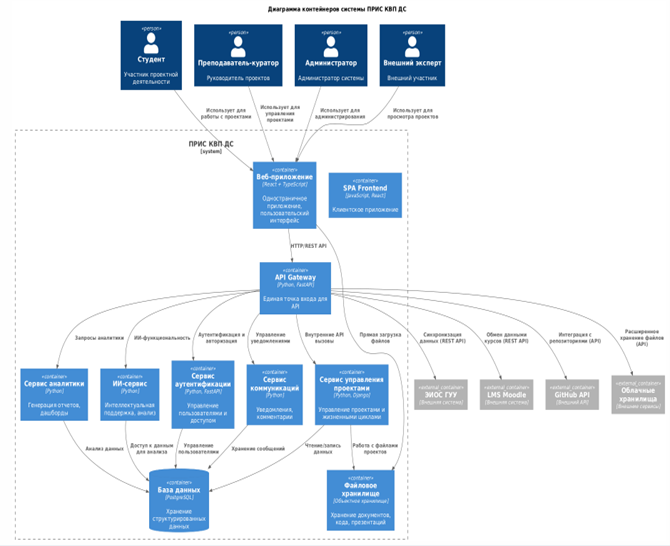 Диаграмма контейнеров системы ПРИС КВП ДС
«person»
Студент
Участник проектной
деятельности
«person»
Преподаватель-куратор
Руководитель проектов
«person»
Администратор
Администратор системы
«person»
Внешний эксперт
Внешний участник
Использует для
работы с проектами
Использует для
управления
проектами
Использует для
администрирования
Использует для
просмотра проектов
ПРИС КВП ДС
[system]
«container»
Веб-приложение
[React + TypeScript]
Одностраничное
приложение,
пользовательский
интерфейс
«container»
SPA Frontend
[JavaScript, React]
Клиентское приложение
HTTP/REST API
«container»
API Gateway
[Python, FastAPI]
Единая точка входа для
API
Запросы аналитики
ИИ-функциональность
Аутентификация и
авторизация
Управление
уведомлениями
Внутренние API
вызовы
Прямая загрузка
файлов
Синхронизация
данных (REST API)
Обмен данными
курсов (REST API)
Интеграция с
репозиториями (API)
Расширенное
хранение файлов
(API)
«container»
Сервис аналитики
[Python]
Генерация отчетов,
дашборды
«container»
ИИ-сервис
[Python]
Интеллектуальная
поддержка, анализ
«container»
Сервис
аутентификации
[Python, FastAPI]
Управление
пользователями и
доступом
«container»
Сервис
коммуникаций
[Python]
Уведомления,
комментарии
«container»
Сервис управления
проектами
[Python, Django]
Управление проектами и
жизненными циклами
«external_container»
ЭИОС ГУУ
[Внешняя система]
«external_container»
LMS Moodle
[Внешняя система]
«external_container»
GitHub API
[Внешний API]
«external_container»
Облачные
хранилища
[Внешние сервисы]
Анализ данных
Доступ к данным
для анализа
Управление
пользователями
Хранение сообщений
Чтение/запись
данных
Работа с файлами
проектов
«container»
База данных
[PostgreSQL]
Хранение
структурированных
данных
«container»
Файловое
хранилище
[Объектное хранилище]
Хранение документов,
кода, презентаций